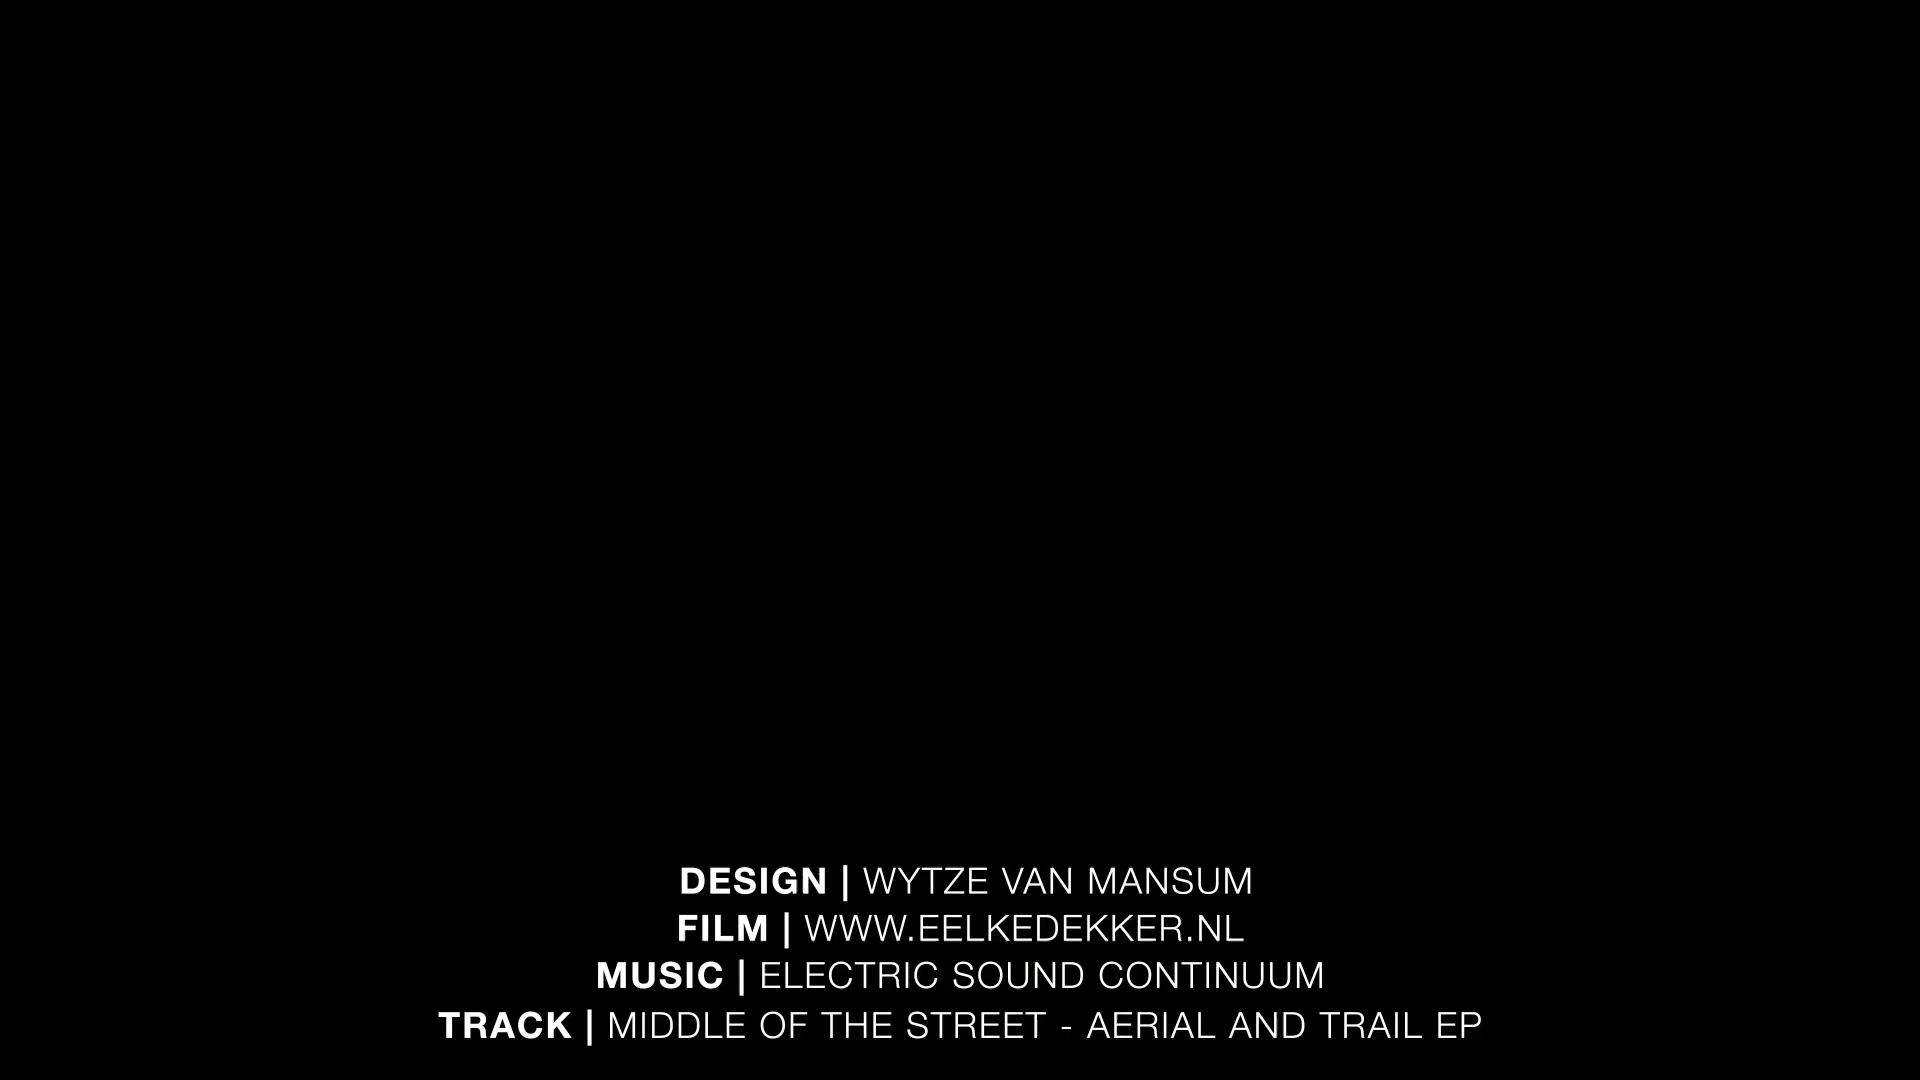 DESIGN | WYTZE VAN MANSUM
FILM | WWW.EELKEDEKKER.NL
MUSIC | ELECTRIC SOUND CONTINUUM
TRACK | MIDDLE OF THE STREET - AERIAL AND TRAIL EP